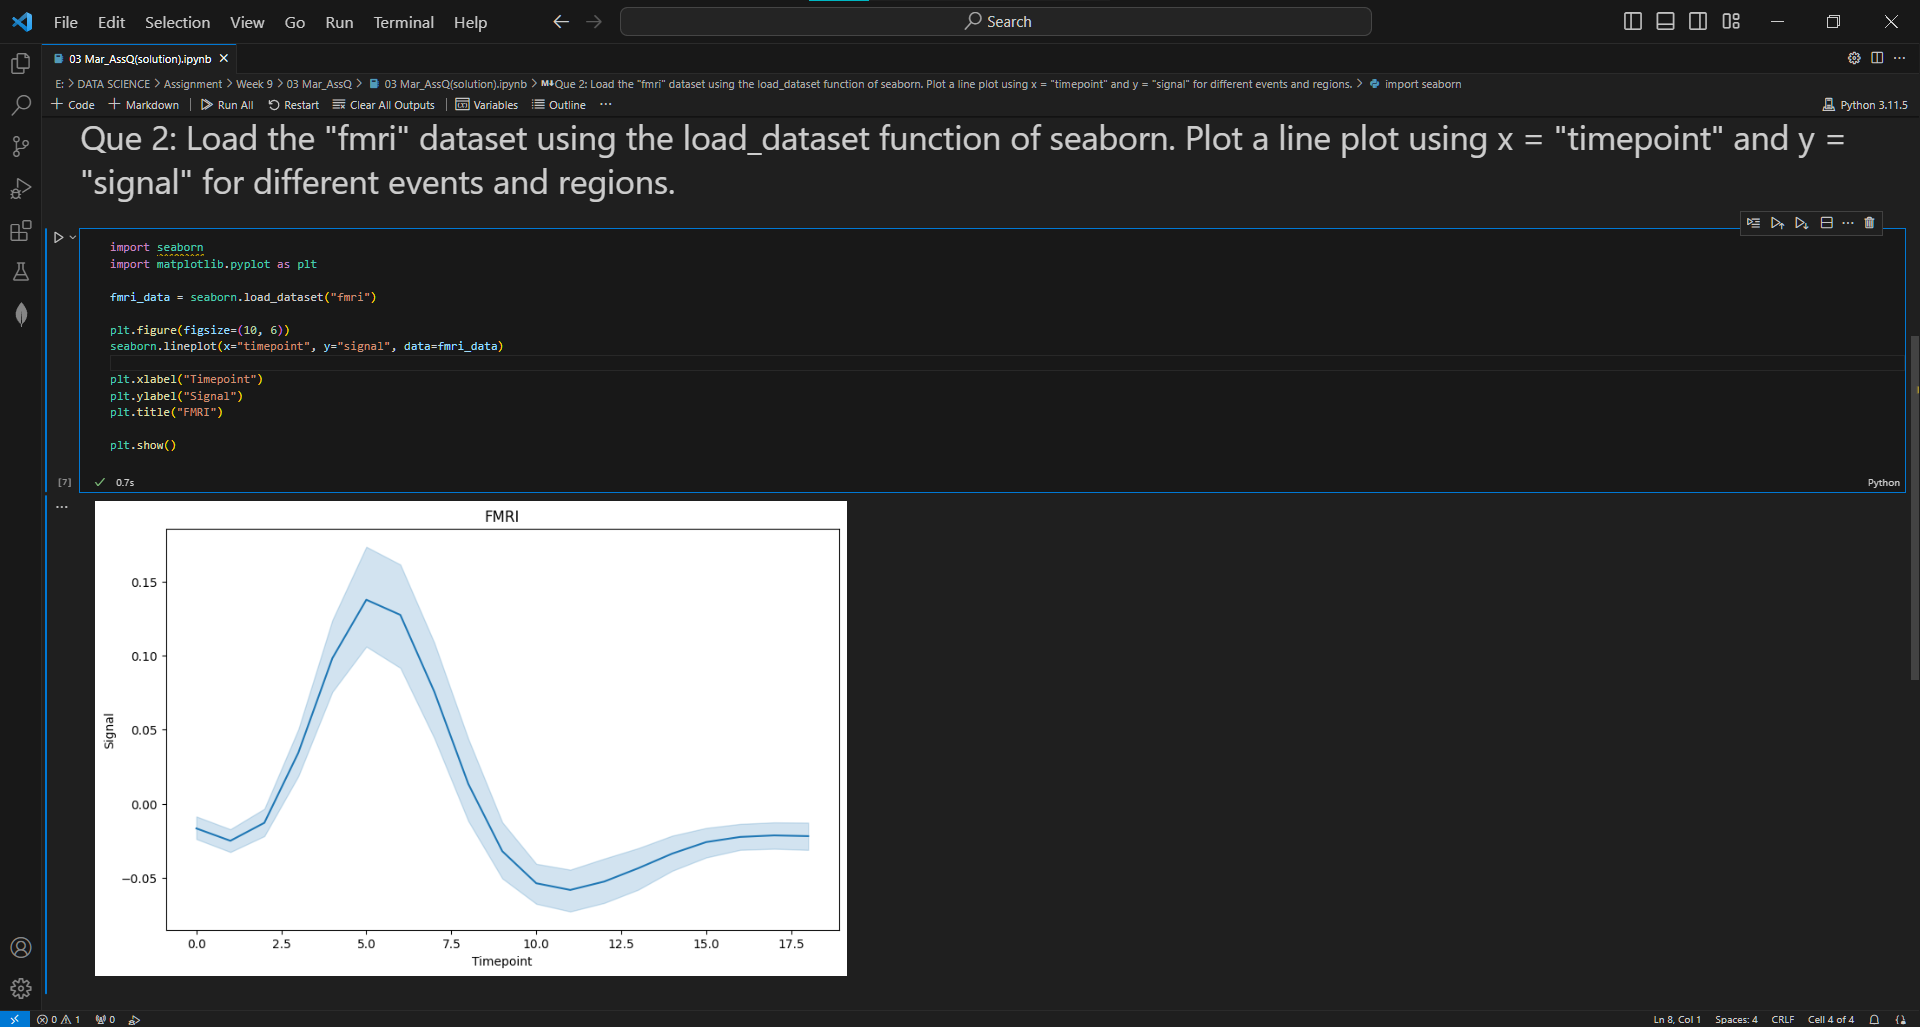 File Edit Selection View Go Run Terminal Help Search
03 Mar_AssQ(solution).ipynb
E: > DATA SCIENCE > Assignment > Week 9 > 03 Mar_AssQ > 03 Mar_AssQ(solution).ipynb > M↓Que 2: Load the "fmri" dataset using the load_dataset function of seaborn. Plot a line plot using x = "timepoint" and y = "signal" for different events and regions. > import seaborn
+ Code + Markdown | Run All Restart Clear All Outputs | Variables Outline ... Python 3.11.5
Que 2: Load the "fmri" dataset using the load_dataset function of seaborn. Plot a line plot using x = "timepoint" and y =
"signal" for different events and regions.
import seaborn
import matplotlib.pyplot as plt
fmri_data = seaborn.load_dataset("fmri")
plt.figure(figsize=(10, 6))
seaborn.lineplot(x="timepoint", y="signal", data=fmri_data)
plt.xlabel("Timepoint")
plt.ylabel("Signal")
plt.title("FMRI")
plt.show()
[7] 0.7s Python
FMRI
0.15
0.10
0.05
0.00
−0.05
Signal
0.0 2.5 5.0 7.5 10.0 12.5 15.0 17.5
Timepoint
0 1 0 Ln 8, Col 1 Spaces: 4 CRLF Cell 4 of 4